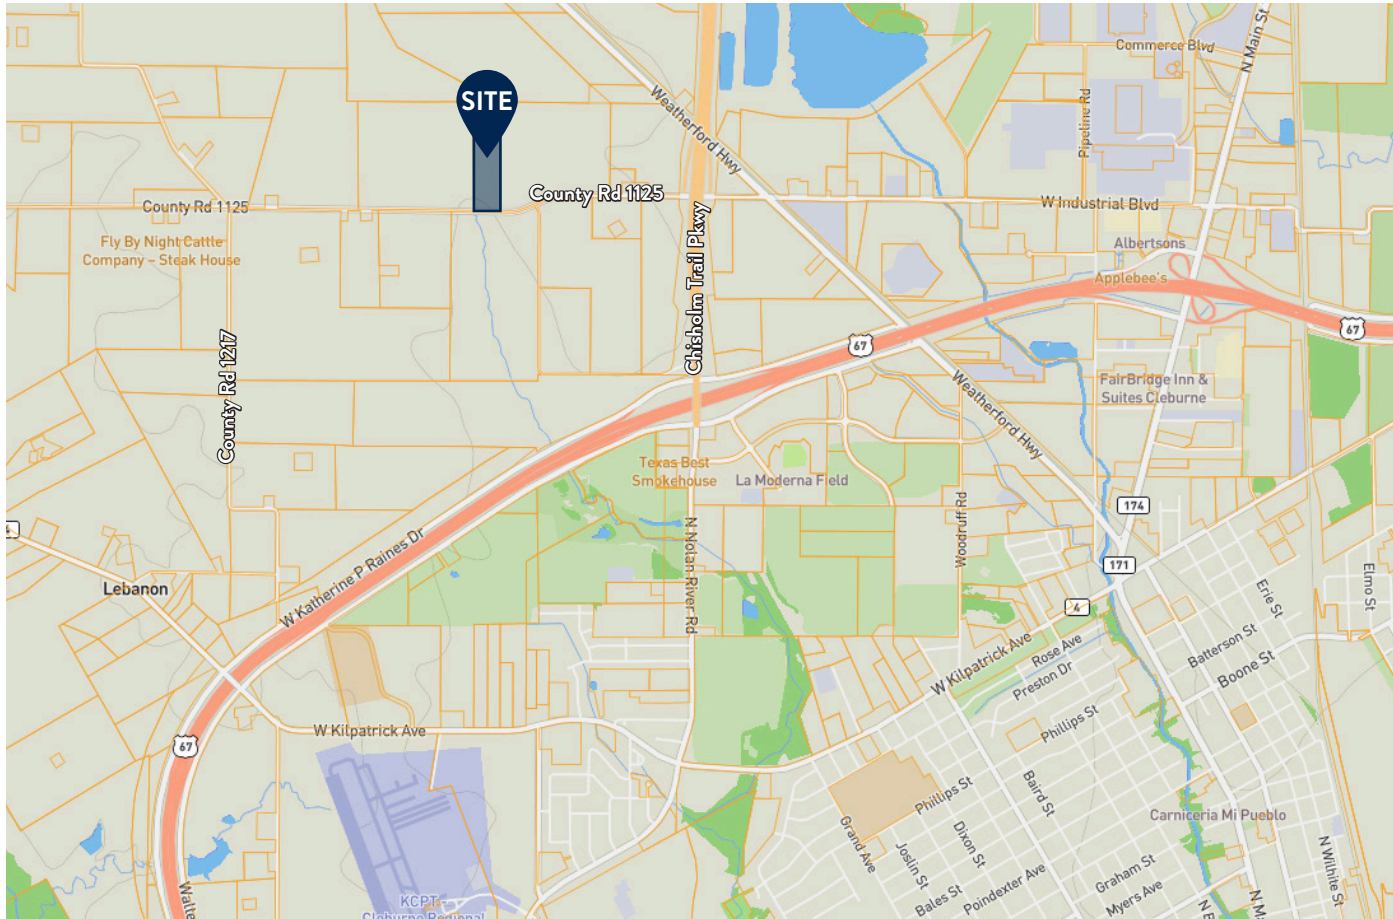 Commerce Blvd
N Main St
SITE
Weatherford Hwy
Pipeline Rd
County Rd 1125
County Rd 1125
W Industrial Blvd
Fly By Night Cattle
Company – Steak House
Albertsons
Applebee's
Chisholm Trail Pkwy
67
67
County Rd 1217
FairBridge Inn &
Suites Cleburne
Weatherford Hwy
Texas Best
Smokehouse
La Moderna Field
174
Woodruff Rd
W Katherine P Raines Dr
N Nolan River Rd
171
Lebanon
4
Elmo St
Erie St
Batterson St
Boone St
W Kilpatrick Ave
Rose Ave
Preston Dr
Phillips St
W Kilpatrick Ave
67
Phillips St
Baird St
Carniceria Mi Pueblo
Grand Ave
Dixon St
Joslin St
Graham St
N Wilhite St
Poindexter Ave
Bales St
Myers Ave
KCPT -
Cleburne Regional